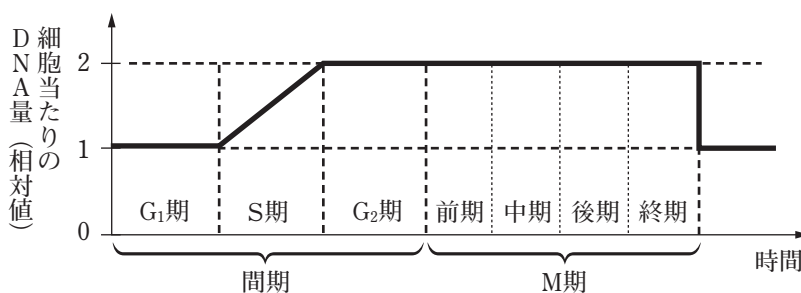 細胞当たりの
DNA量（相対値）
2
1
0
G₁期
S期
G₂期
前期
中期
後期
終期
時間
間期
M期